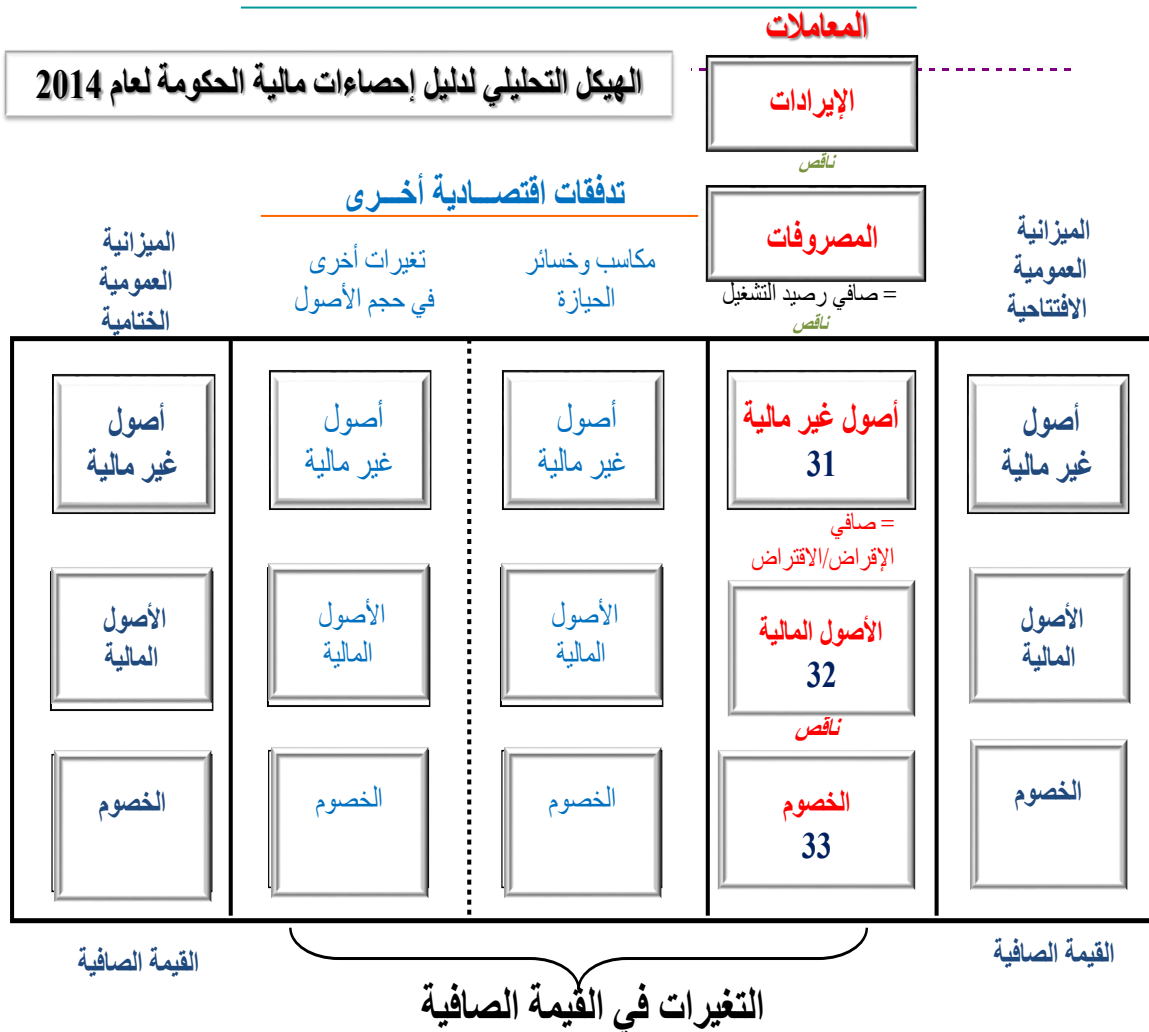 المعاملات
الهيكل التحليلي لدليل إحصاءات مالية الحكومة لعام 2014
الإيرادات
ناقص
المصروفات
= صافي رصيد التشغيل
ناقص
تدفقات اقتصـــادية أخـــرى
الميزانية
العمومية
الافتتاحية
مكاسب وخسائر
الحيازة
تغيرات أخرى
في حجم الأصول
الميزانية
العمومية
الختامية
أصول
غير مالية
أصول غير مالية
31
أصول
غير مالية
أصول
غير مالية
أصول
غير مالية
= صافي
الإقراض/الاقتراض
الأصول
المالية
الأصول المالية
32
الأصول
المالية
الأصول
المالية
الأصول
المالية
ناقص
الخصوم
الخصوم
33
الخصوم
الخصوم
الخصوم
القيمة الصافية
القيمة الصافية
التغيرات في القيمة الصافية